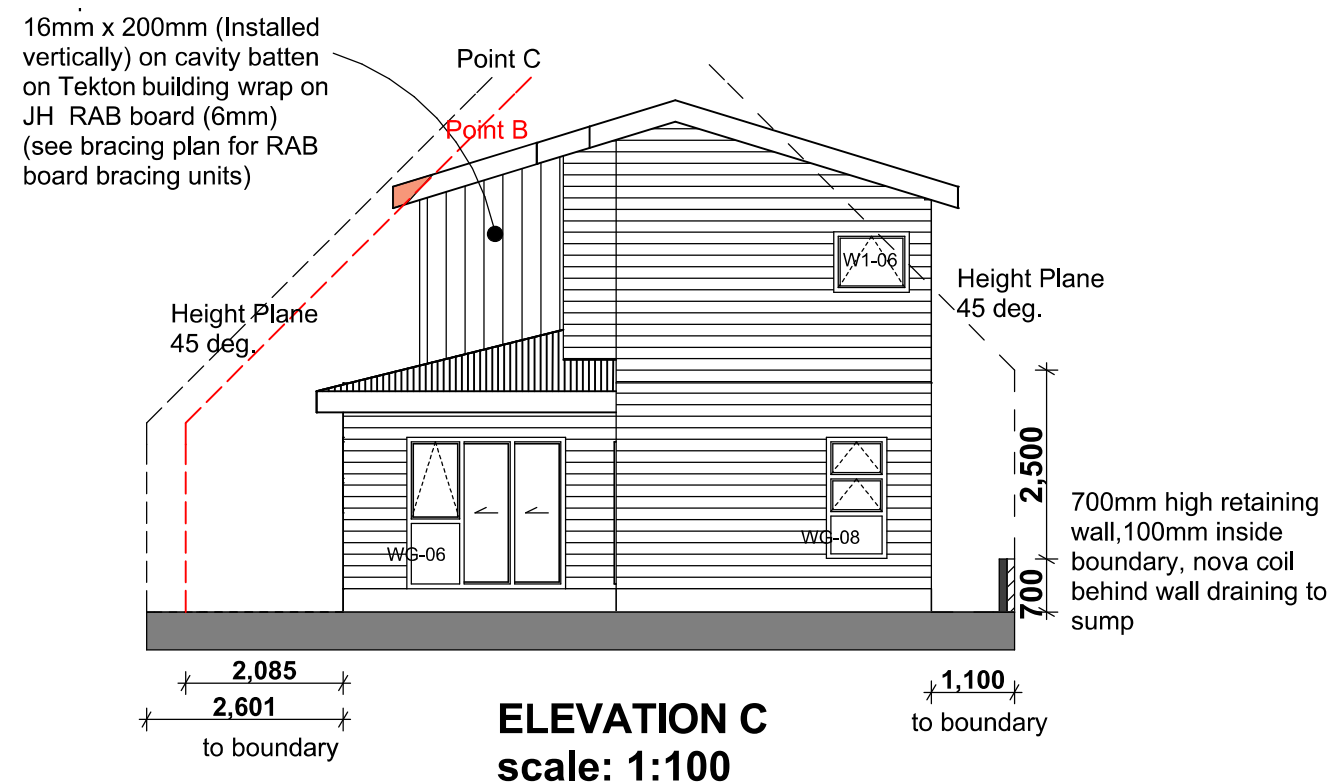 16mm x 200mm (Installed
vertically) on cavity batten
on Tekton building wrap on
JH RAB board (6mm)
(see bracing plan for RAB
board bracing units)
Point C
Point B
Height Plane
45 deg.
W1-06
Height Plane
45 deg.
2,500
700
700mm high retaining
wall,100mm inside
boundary, nova coil
behind wall draining to
sump
WG-06
WG-08
2,085
2,601
to boundary
1,100
to boundary
ELEVATION C
scale: 1:100